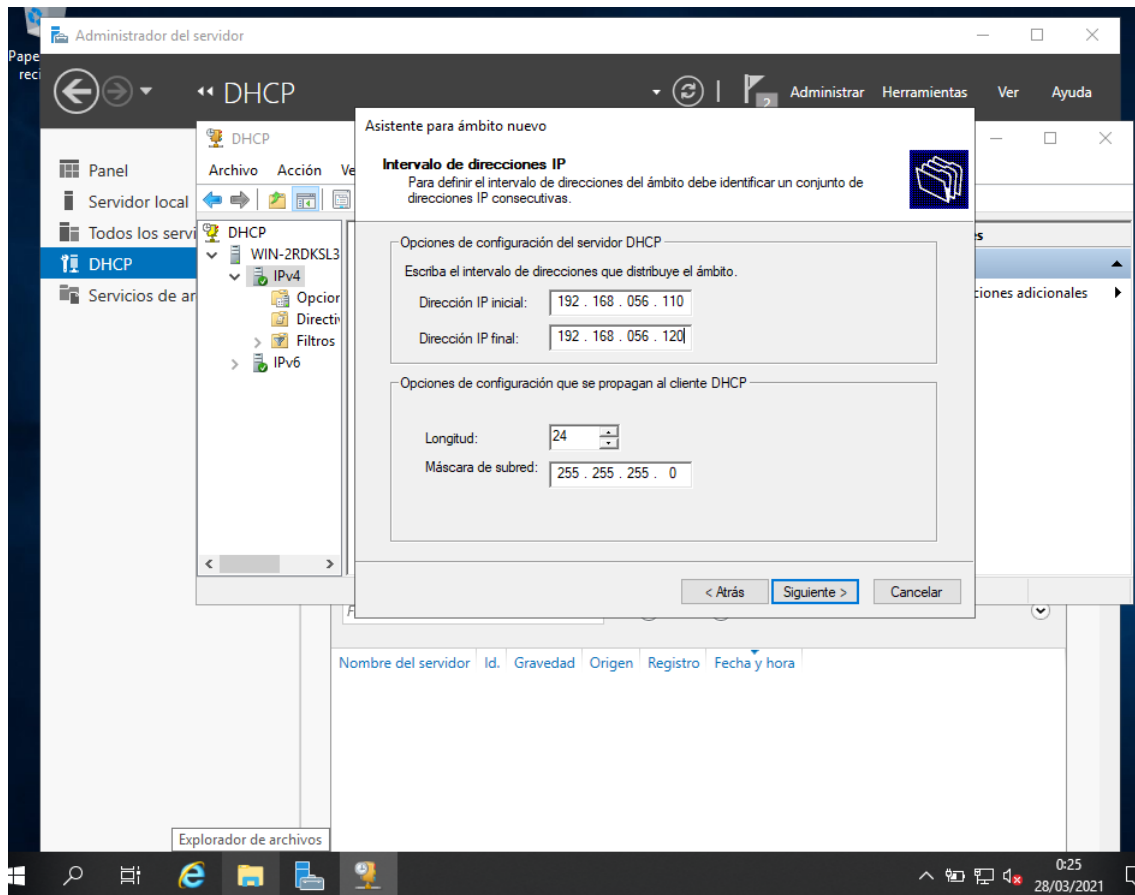 Pape
reci
Administrador del servidor
DHCP
2
Administrar Herramientas Ver Ayuda
Panel
Servidor local
Todos los servi
DHCP
Servicios de ar
DHCP
Archivo Acción Ve
DHCP
WIN-2RDKSL3
IPv4
Opcior
Directiv
Filtros
IPv6
Asistente para ámbito nuevo
Intervalo de direcciones IP
Para definir el intervalo de direcciones del ámbito debe identificar un conjunto de
direcciones IP consecutivas.
Opciones de configuración del servidor DHCP
Escriba el intervalo de direcciones que distribuye el ámbito.
Dirección IP inicial: 192 . 168 . 056 . 110
Dirección IP final: 192 . 168 . 056 . 120
Opciones de configuración que se propagan al cliente DHCP
Longitud: 24
Máscara de subred: 255 . 255 . 255 . 0
< Atrás Siguiente > Cancelar
es
ciones adicionales
Nombre del servidor Id. Gravedad Origen Registro Fecha y hora
Explorador de archivos
0:25
28/03/2021